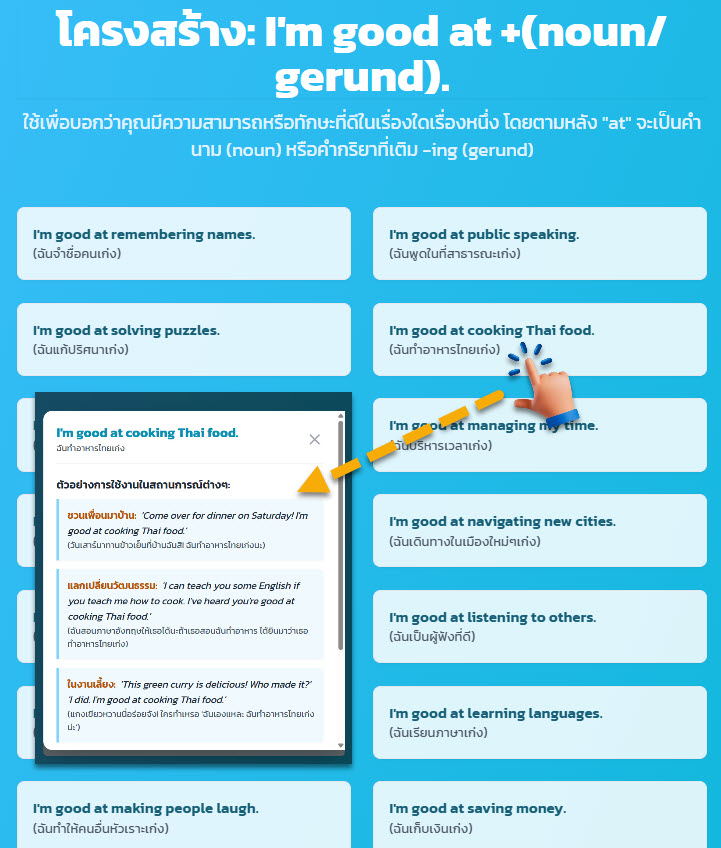 โครงสร้าง: I'm good at +(noun/
gerund).
ใช้เพื่อบอกว่าคุณมีความสามารถหรือทักษะที่ดีในเรื่องใดเรื่องหนึ่ง โดยตามหลัง "at" จะเป็นคำ
นาม (noun) หรือคำกริยาที่เติม -ing (gerund)
I'm good at remembering names.
(ฉันจำชื่อคนเก่ง)
I'm good at public speaking.
(ฉันพูดในที่สาธารณะเก่ง)
I'm good at solving puzzles.
(ฉันแก้ปริศนาเก่ง)
I'm good at cooking Thai food.
(ฉันทำอาหารไทยเก่ง)
I'm good at managing my time.
(ฉันบริหารเวลาเก่ง)
I'm good at cooking Thai food.
ฉันทำอาหารไทยเก่ง
ตัวอย่างการใช้งานในสถานการณ์ต่างๆ:
ชวนเพื่อนมาบ้าน: 'Come over for dinner on Saturday! I'm
good at cooking Thai food.'
(วันเสาร์มาทานข้าวเย็นที่บ้านฉันสิ! ฉันทำอาหารไทยเก่งนะ)
แลกเปลี่ยนวัฒนธรรม: 'I can teach you some English if
you teach me how to cook. I've heard you're good at
cooking Thai food.'
(ฉันสอนภาษาอังกฤษให้เธอได้นะถ้าเธอสอนฉันทำอาหาร ได้ยินมาว่าเธอ
ทำอาหารไทยเก่ง)
ในงานเลี้ยง: 'This green curry is delicious! Who made it?'
'I did. I'm good at cooking Thai food.'
(แกงเขียวหวานนี่อร่อยจัง! ใครทำเหรอ 'ฉันเองแหละ ฉันทำอาหารไทยเก่ง
น่ะ')
I'm good at navigating new cities.
(ฉันเดินทางในเมืองใหม่ๆเก่ง)
I'm good at listening to others.
(ฉันเป็นผู้ฟังที่ดี)
I'm good at learning languages.
(ฉันเรียนภาษาเก่ง)
I'm good at making people laugh.
(ฉันทำให้คนอื่นหัวเราะเก่ง)
I'm good at saving money.
(ฉันเก็บเงินเก่ง)